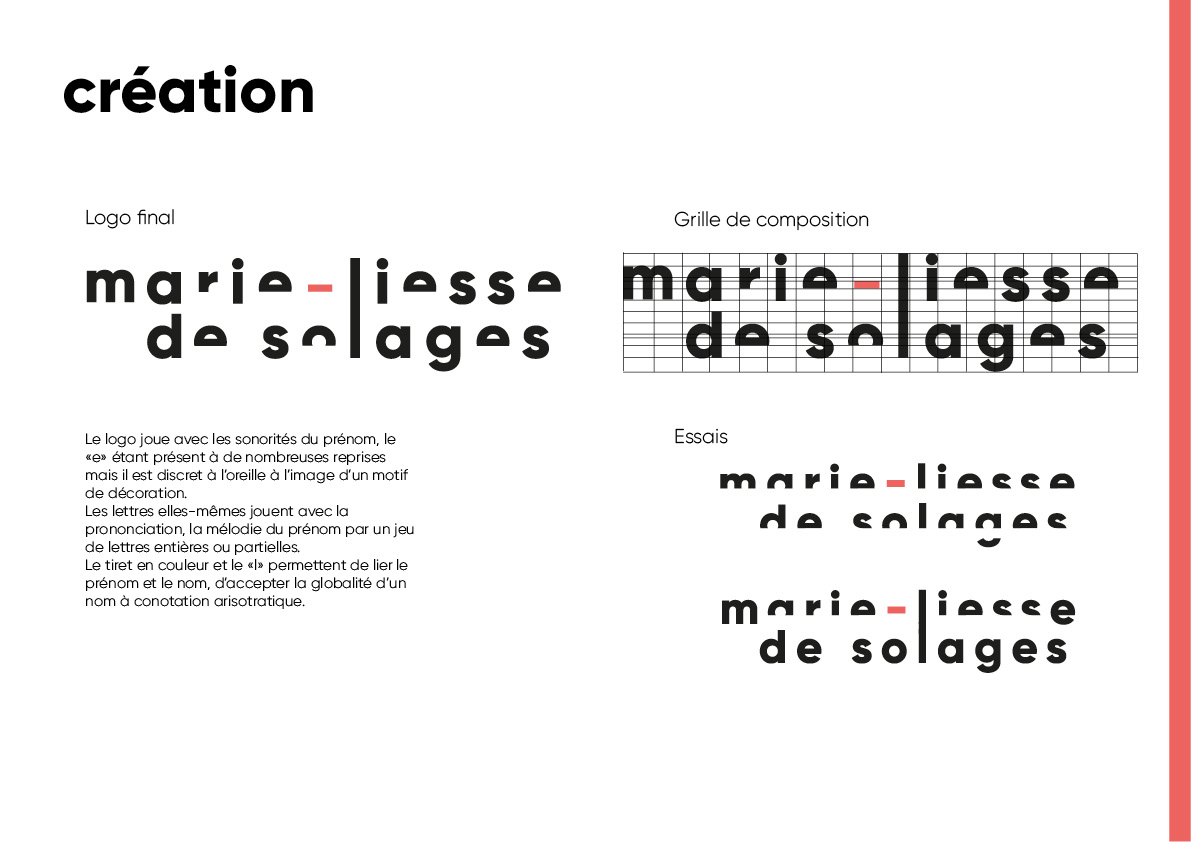 création
Logo final
marie-liesse
de solages
Le logo joue avec les sonorités du prénom, le
«e» étant présent à de nombreuses reprises
mais il est discret à l’oreille à l’image d’un motif
de décoration.
Les lettres elles-mêmes jouent avec la
prononciation, la mélodie du prénom par un jeu
de lettres entières ou partielles.
Le tiret en couleur et le «l» permettent de lier le
prénom et le nom, d’accepter la globalité d’un
nom à conotation arisotratique.
Grille de composition
marie-liesse
de solages
Essais
marie-liesse
de solages
marie-liesse
de solages